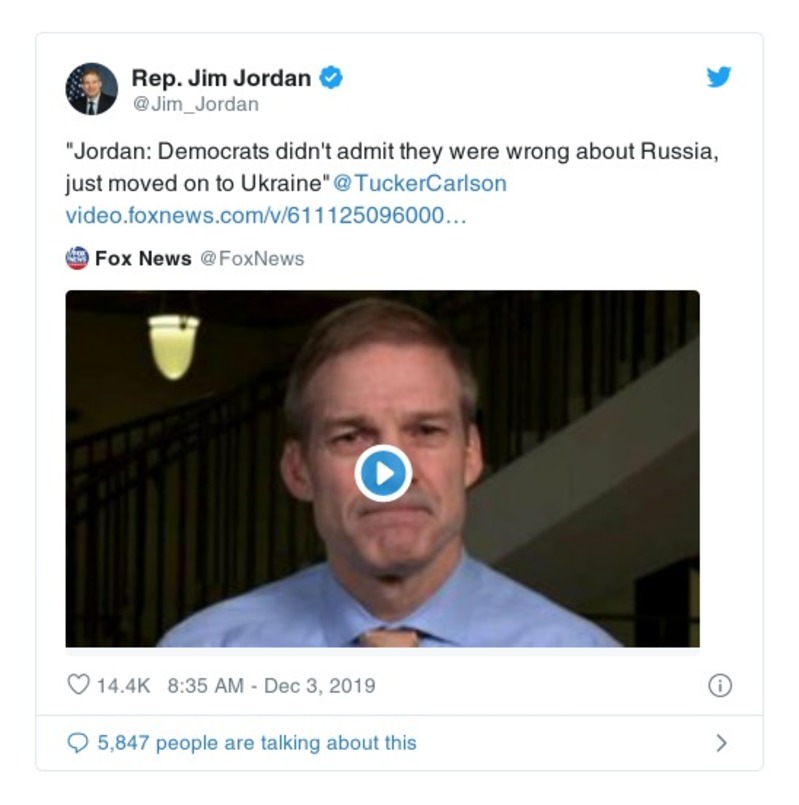 Rep. Jim Jordan
@Jim_Jordan
"Jordan: Democrats didn't admit they were wrong about Russia,
just moved on to Ukraine" @TuckerCarlson
video.foxnews.com/v/611125096000…
FOX NEWS Fox News @FoxNews
14.4K 8:35 AM - Dec 3, 2019
5,847 people are talking about this